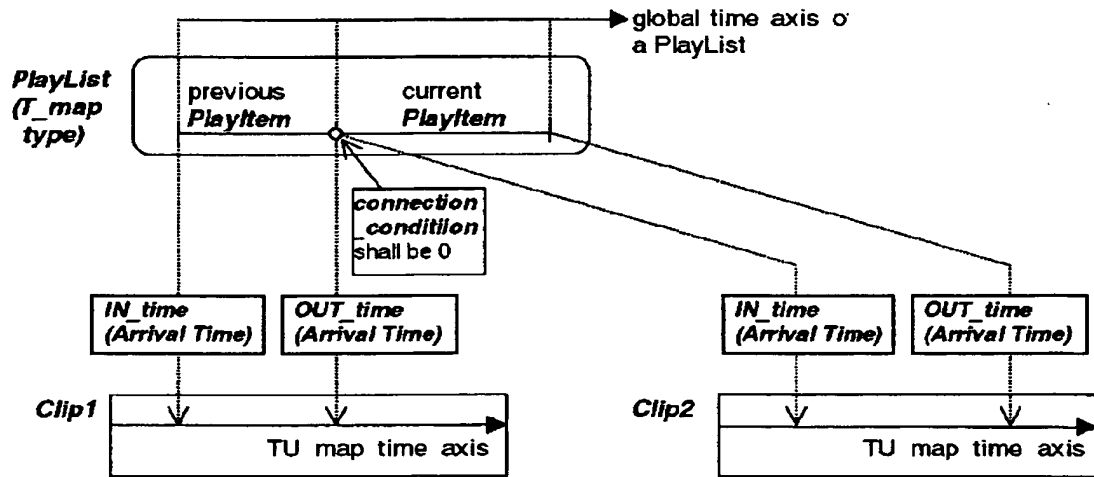 global time axis o
a PlayList
PlayList
(T_map
type)
previous
PlayItem
current
PlayItem
connection
_conditiion
shall be 0
IN_time
(Arrival Time)
OUT_time
(Arrival Time)
IN_time
(Arrival Time)
OUT_time
(Arrival Time)
Clip1
TU map time axis
Clip2
TU map time axis